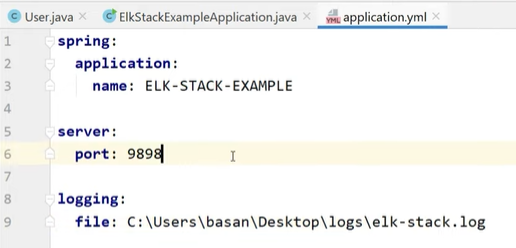 User.java × ElkStackExampleApplication.java × application.yml ×
1 spring:
2   application:
3     name: ELK-STACK-EXAMPLE
4
5 server:
6   port: 9898
7
8 logging:
9   file: C:\Users\basan\Desktop\logs\elk-stack.log